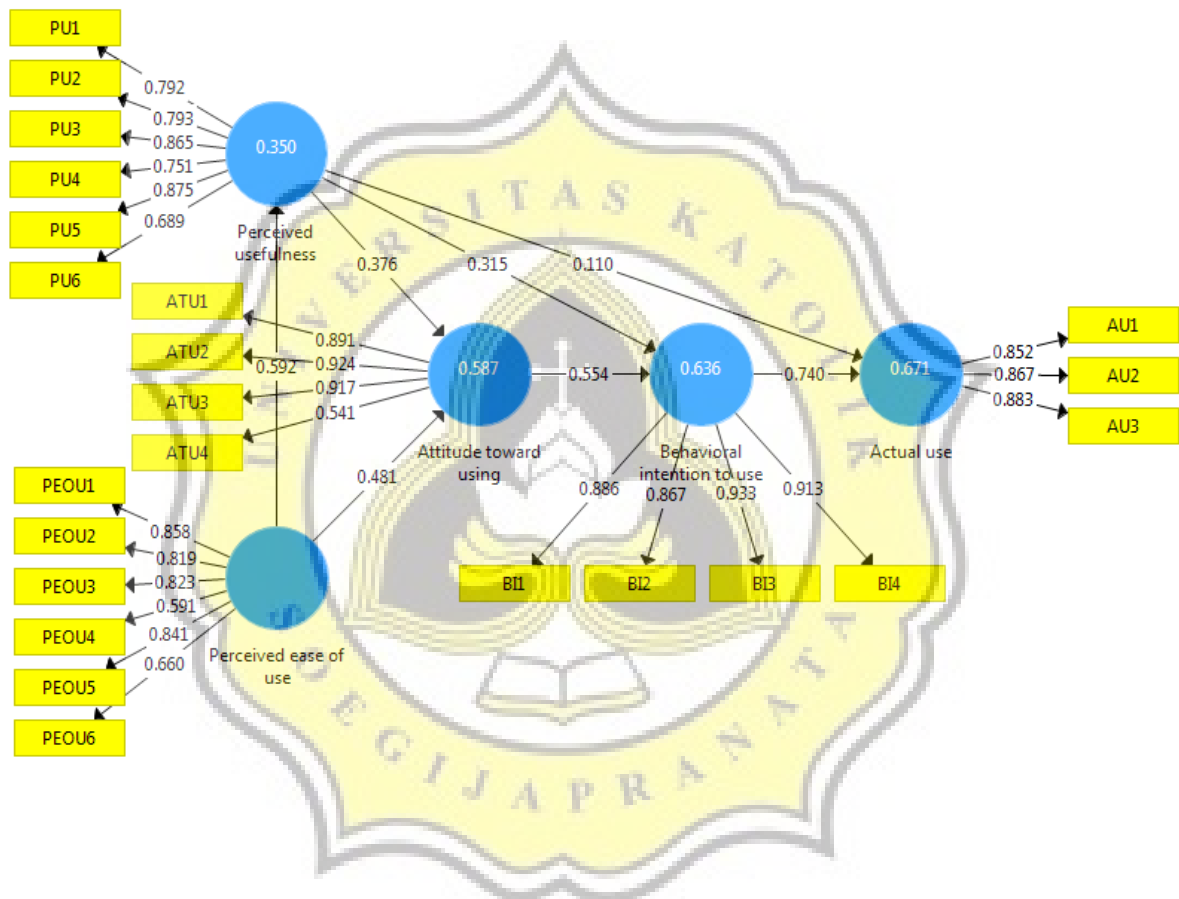 PU1
PU2
PU3
PU4
PU5
PU6
0.792
0.793
0.865
0.751
0.875
0.689
0.350
Perceived
usefulness
0.376
0.315
0.110
0.592
ATU1
ATU2
ATU3
ATU4
0.891
0.924
0.917
0.541
0.587
Attitude toward
using
0.554
0.636
Behavioral
intention to use
0.740
0.671
Actual use
0.852
0.867
0.883
AU1
AU2
AU3
0.481
0.886
0.867
0.933
0.913
BI1
BI2
BI3
BI4
PEOU1
PEOU2
PEOU3
PEOU4
PEOU5
PEOU6
0.858
0.819
0.823
0.591
0.841
0.660
Perceived ease of
use
UNIVERSITAS KATOLIK
SOEGIJAPRANATA